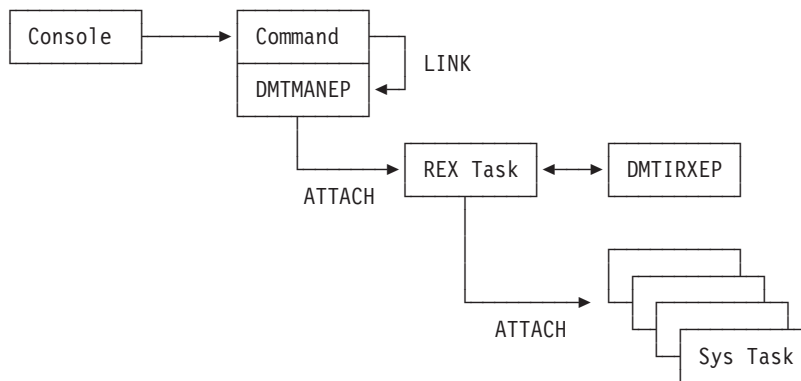 Console
Command
LINK
DMTMANEP
ATTACH
REX Task
DMTIRXEP
ATTACH
Sys Task